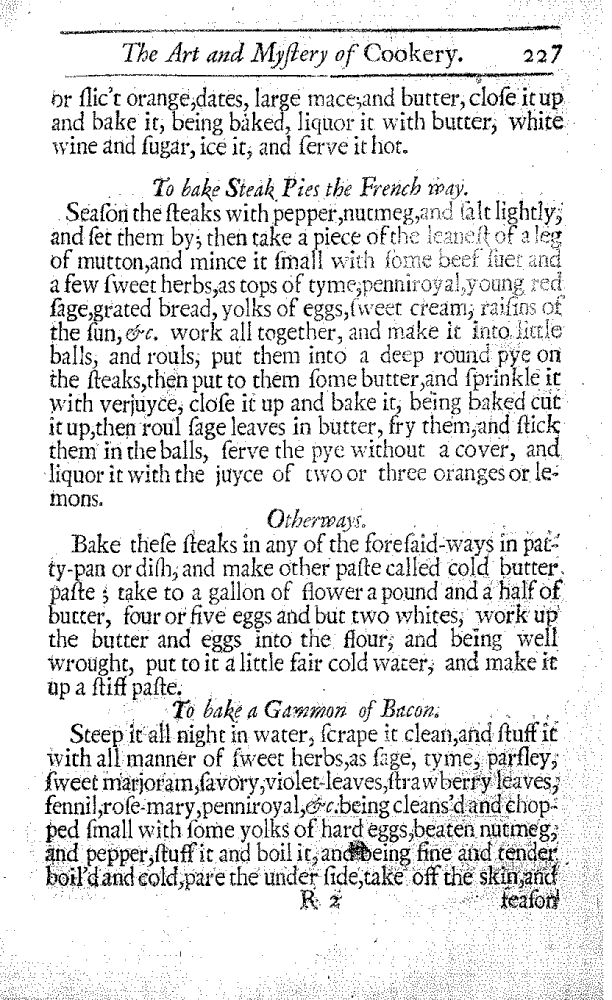 The Art and Myſtery of Cookery. 227
or ſlic't orange,dates, large mace,and butter, cloſe it up
and bake it, being baked, liquor it with butter, white
wine and ſugar, ice it, and ſerve it hot.
To bake Steak Pies the French way.
Seaſon the ſteaks with pepper,nutmeg,and ſalt lightly,
and ſet them by; then take a piece of the leaneſt of a leg
of mutton,and mince it ſmall with ſome beef ſuet and
a few ſweet herbs,as tops of tyme,penniroyal,young red
ſage,grated bread, yolks of eggs,ſweet cream, raiſins of
the ſun, &c. work all together, and make it into little
balls, and rouls, put them into a deep round pye on
the ſteaks,then put to them ſome butter,and ſprinkle it
with verjuyce, cloſe it up and bake it, being baked cut
it up,then roul ſage leaves in butter, fry them,and ſtick
them in the balls, ſerve the pye without a cover, and
liquor it with the juyce of two or three oranges or le-
mons.
Otherways.
Bake theſe ſteaks in any of the foreſaid-ways in pat-
ty-pan or diſh, and make other paſte called cold butter
paſte ; take to a gallon of flower a pound and a half of
butter, four or five eggs and but two whites, work up
the butter and eggs into the flour, and being well
wrought, put to it a little fair cold water, and make it
up a ſtiff paſte.
To bake a Gammon of Bacon.
Steep it all night in water, ſcrape it clean,and ſtuff it
with all manner of ſweet herbs,as ſage, tyme, parſley,
ſweet marjoram,ſavory,violet-leaves,ſtrawberry leaves,
fennil,roſe-mary,penniroyal,&c.being cleans'd and chop-
ped ſmall with ſome yolks of hard eggs,beaten nutmeg,
and pepper,ſtuff it and boil it, and being fine and tender
boil'd and cold,pare the under ſide,take off the skin,and
R 2 ſeaſon